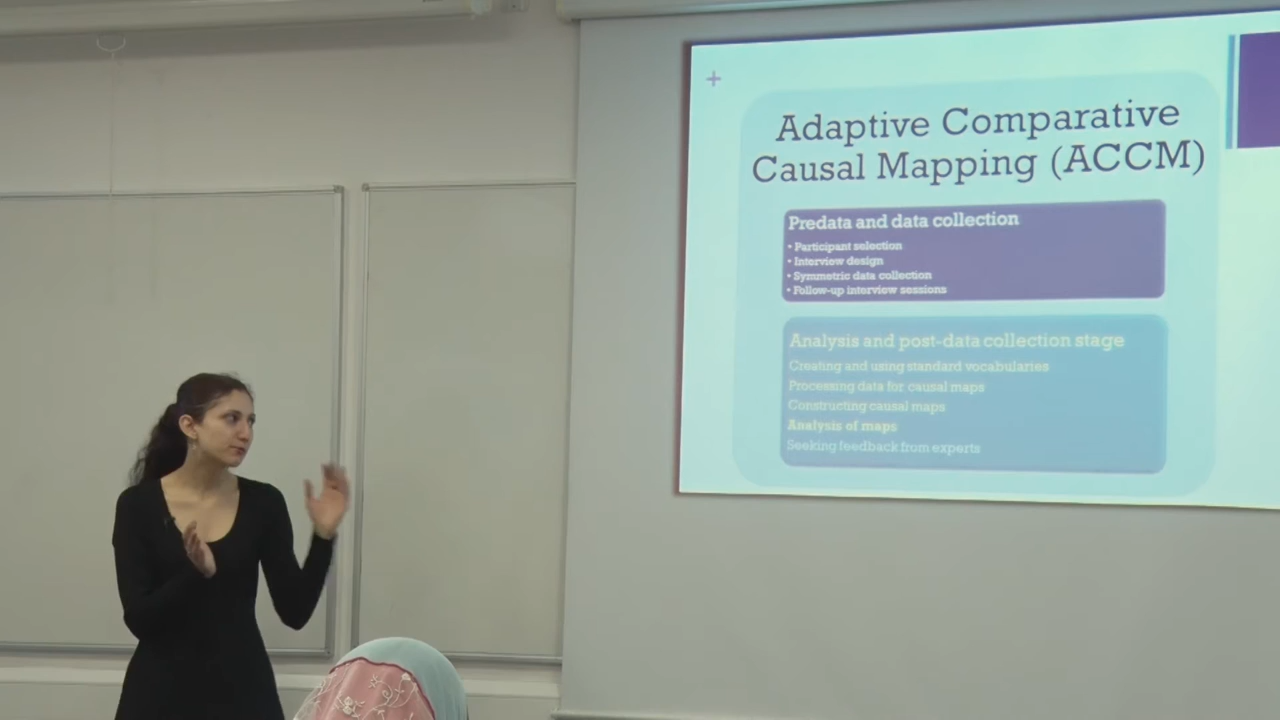 +
Adaptive Comparative
Causal Mapping (ACCM)
Predata and data collection
• Participant selection
• Interview design
• Symmetric data collection
• Follow-up interview sessions
Analysis and post-data collection stage
Creating and using standard vocabularies
Processing data for causal maps
Constructing causal maps
Analysis of maps
Seeking feedback from experts